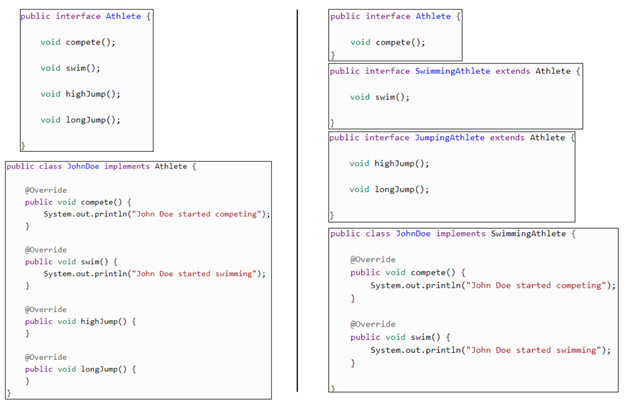 public interface Athlete {
void compete();
void swim();
void highJump();
void longJump();
}
public class JohnDoe implements Athlete {
@Override
public void compete() {
System.out.println("John Doe started competing");
}
@Override
public void swim() {
System.out.println("John Doe started swimming");
}
@Override
public void highJump() {
}
@Override
public void longJump() {
}
}
public interface Athlete {
void compete();
}
public interface SwimmingAthlete extends Athlete {
void swim();
}
public interface JumpingAthlete extends Athlete {
void highJump();
void longJump();
}
public class JohnDoe implements SwimmingAthlete {
@Override
public void compete() {
System.out.println("John Doe started competing");
}
@Override
public void swim() {
System.out.println("John Doe started swimming");
}
}